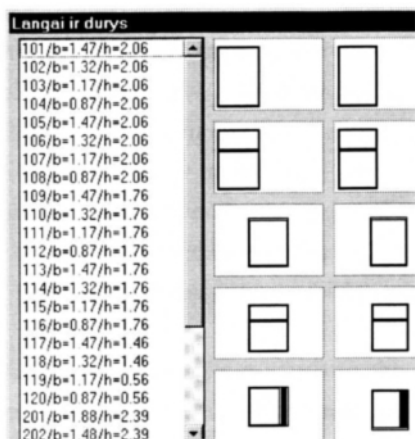 Langai ir durys
101/b=1.47/h=2.06
102/b=1.32/h=2.06
103/b=1.17/h=2.06
104/b=0.87/h=2.06
105/b=1.47/h=2.06
106/b=1.32/h=2.06
107/b=1.17/h=2.06
108/b=0.87/h=2.06
109/b=1.47/h=1.76
110/b=1.32/h=1.76
111/b=1.17/h=1.76
112/b=0.87/h=1.76
113/b=1.47/h=1.76
114/b=1.32/h=1.76
115/b=1.17/h=1.76
116/b=0.87/h=1.76
117/b=1.47/h=1.46
118/b=1.32/h=1.46
119/b=1.17/h=0.56
120/b=0.87/h=0.56
201/b=1.88/h=2.39
202/b=1.48/h=2.39